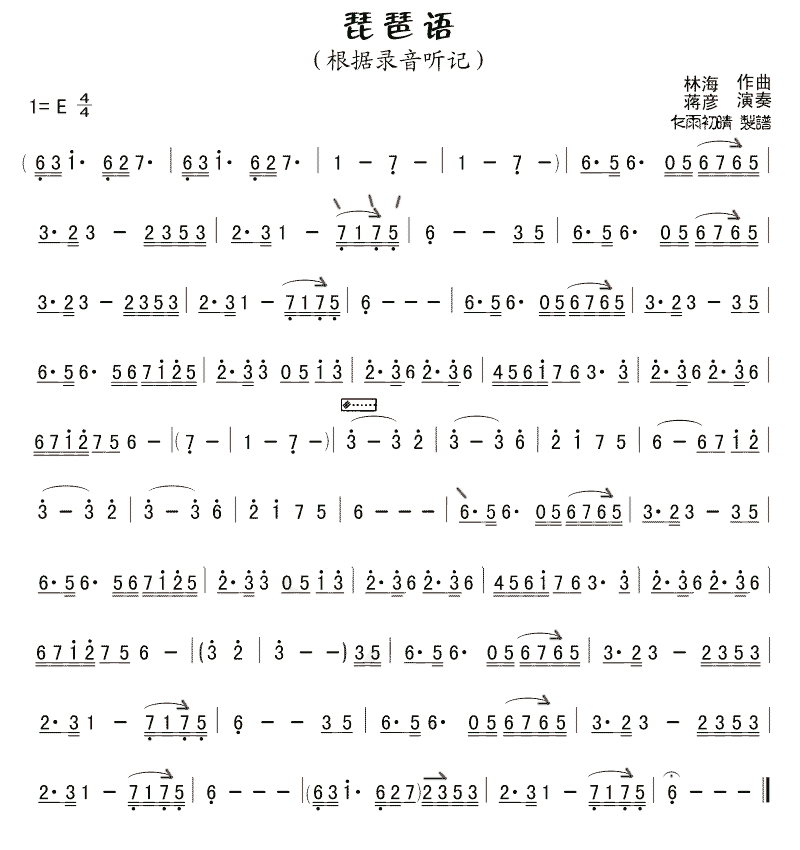 琵琶语
（根据录音听记）
1= E 4/4
林海 作曲
蒋彦 演奏
雨初晴 製譜
( 6 3 i· 6 2 7· | 6 3 i· 6 2 7· | 1 － 7 － | 1 － 7 － ) | 6· 5 6· 0 5 6 7 6 5 |
3· 2 3 － 2 3 5 3 | 2· 3 1 － 7 1 7 5 | 6 － － 3 5 | 6· 5 6· 0 5 6 7 6 5 |
3· 2 3 － 2 3 5 3 | 2· 3 1 － 7 1 7 5 | 6 － － － | 6· 5 6· 0 5 6 7 6 5 | 3· 2 3 － 3 5 |
6· 5 6· 5 6 7 i 2 5 | 2· 3 3 0 5 i 3 | 2· 3 6 2· 3 6 | 4 5 6 i 7 6 3· 3 | 2· 3 6 2· 3 6 |
6 7 i 2 7 5 6 － | ( 7 － | 1 － 7 － ) | 3 － 3 2 | 3 － 3 6 | 2 i 7 5 | 6 － 6 7 i 2 |
3 － 3 2 | 3 － 3 6 | 2 i 7 5 | 6 － － － | 6· 5 6· 0 5 6 7 6 5 | 3· 2 3 － 3 5 |
6· 5 6· 5 6 7 i 2 5 | 2· 3 3 0 5 i 3 | 2· 3 6 2· 3 6 | 4 5 6 i 7 6 3· 3 | 2· 3 6 2· 3 6 |
6 7 i 2 7 5 6 － | ( 3 2 | 3 － － ) 3 5 | 6· 5 6· 0 5 6 7 6 5 | 3· 2 3 － 2 3 5 3 |
2· 3 1 － 7 1 7 5 | 6 － － 3 5 | 6· 5 6· 0 5 6 7 6 5 | 3· 2 3 － 2 3 5 3 |
2· 3 1 － 7 1 7 5 | 6 － － － | ( 6 3 i· 6 2 7 ) 2 3 5 3 | 2· 3 1 － 7 1 7 5 | 6 － － － ‖